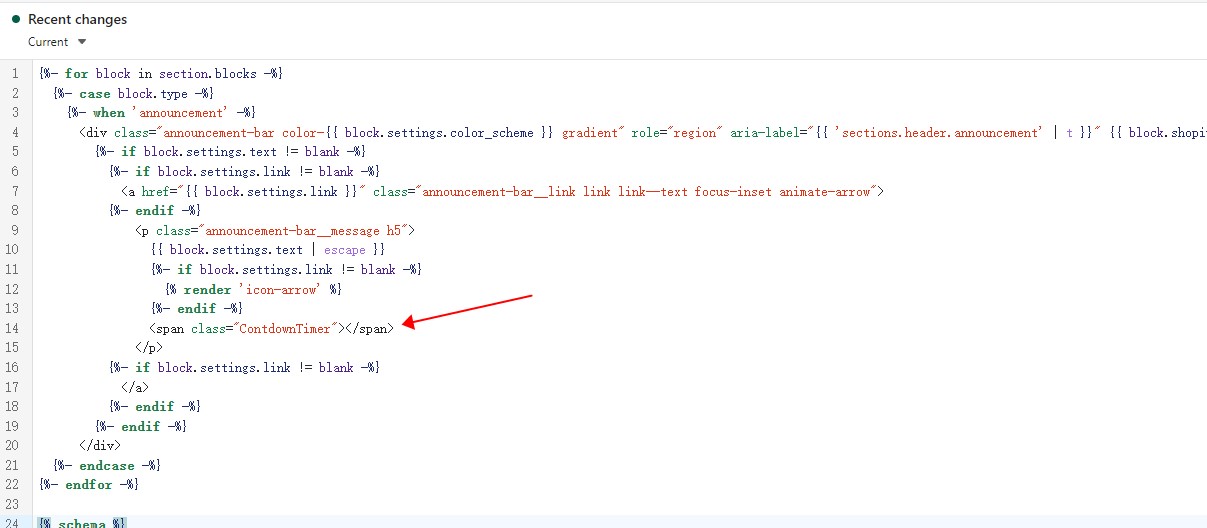 Recent changes
Current
1 {%- for block in section.blocks -%}
2 {%- case block.type -%}
3 {%- when 'announcement' -%}
4 <div class="announcement-bar color-{{ block.settings.color_scheme }} gradient" role="region" aria-label="{{ 'sections.header.announcement' | t }}" {{ block.shopi
5 {%- if block.settings.text != blank -%}
6 {%- if block.settings.link != blank -%}
7 <a href="{{ block.settings.link }}" class="announcement-bar__link link link--text focus-inset animate-arrow">
8 {%- endif -%}
9 <p class="announcement-bar__message h5">
10 {{ block.settings.text | escape }}
11 {%- if block.settings.link != blank -%}
12 {% render 'icon-arrow' %}
13 {%- endif -%}
14 <span class="ContdownTimer"></span>
15 </p>
16 {%- if block.settings.link != blank -%}
17 </a>
18 {%- endif -%}
19 {%- endif -%}
20 </div>
21 {%- endcase -%}
22 {%- endfor -%}
23
24 {% schema %}